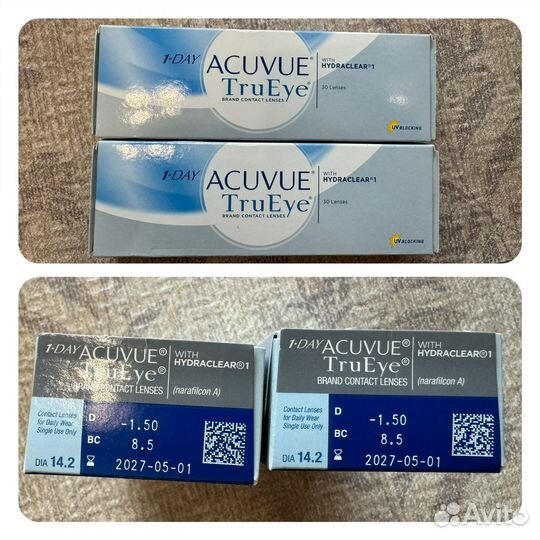 1·DAY ACUVUE® WITH HYDRACLEAR®1
TruEye® 30 Lenses
BRAND CONTACT LENSES
UV BLOCKING
1·DAY ACUVUE® WITH HYDRACLEAR®1
TruEye® 30 Lenses
BRAND CONTACT LENSES
UV BLOCKING
1·DAY ACUVUE® WITH HYDRACLEAR®1
TruEye®
BRAND CONTACT LENSES (narafilcon A)
Contact Lenses
for Daily Wear
Single Use Only
D -1.50
BC 8.5
DIA 14.2 2027-05-01
1·DAY ACUVUE® WITH HYDRACLEAR®1
TruEye®
BRAND CONTACT LENSES (narafilcon A)
Contact Lenses
for Daily Wear
Single Use Only
D -1.50
BC 8.5
DIA 14.2 2027-05-01
Avito